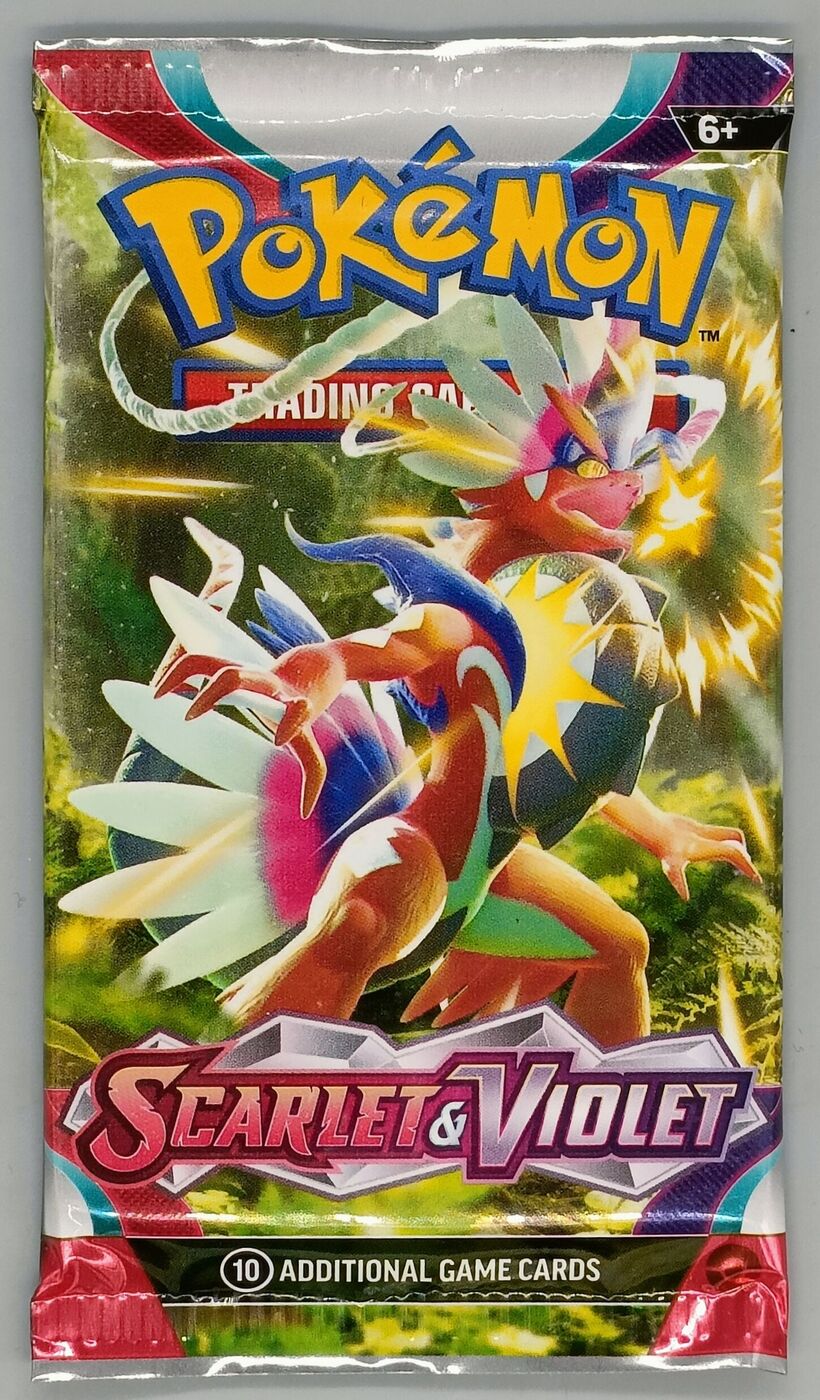 6+
POKéMON
TM
TRADING
SCARLET & VIOLET
10 ADDITIONAL GAME CARDS